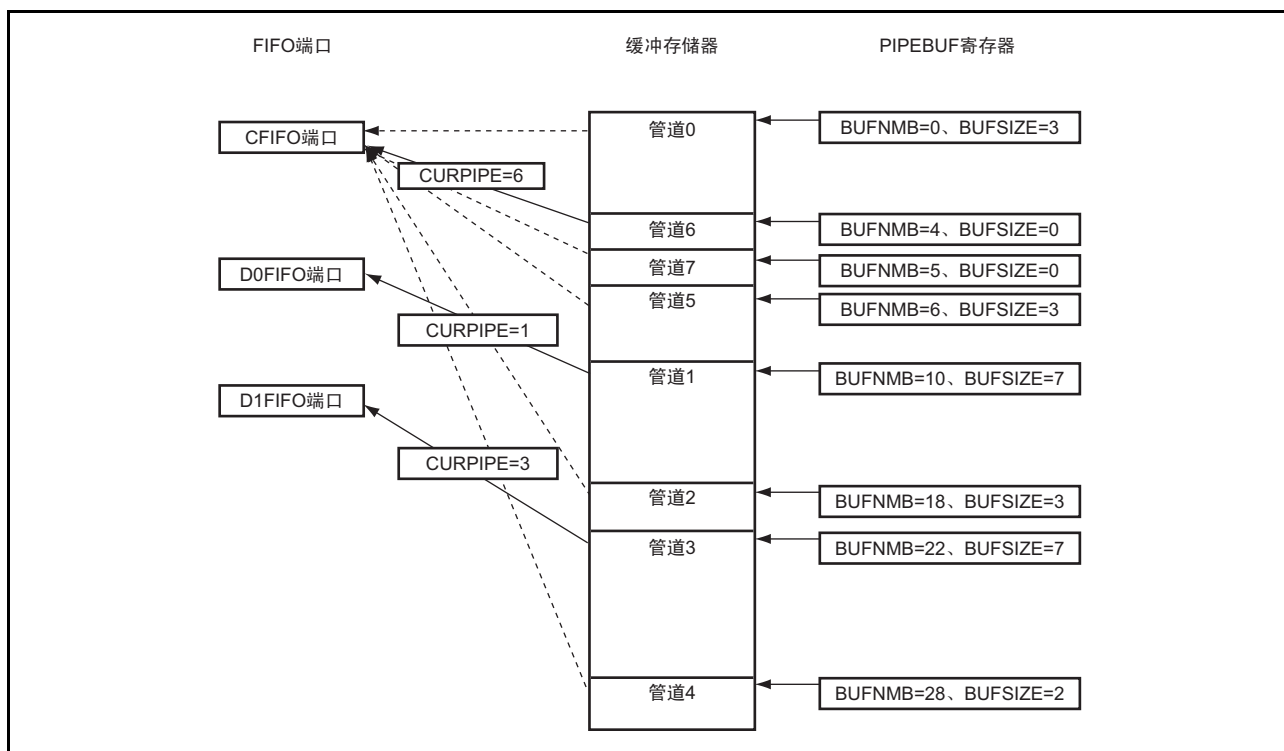 FIFO端口 缓冲存储器 PIPEBUF寄存器
CFIFO端口
管道0
BUFNMB=0、BUFSIZE=3
CURPIPE=6
管道6
BUFNMB=4、BUFSIZE=0
D0FIFO端口
管道7
BUFNMB=5、BUFSIZE=0
管道5
BUFNMB=6、BUFSIZE=3
CURPIPE=1
管道1
BUFNMB=10、BUFSIZE=7
D1FIFO端口
CURPIPE=3
管道2
BUFNMB=18、BUFSIZE=3
管道3
BUFNMB=22、BUFSIZE=7
管道4
BUFNMB=28、BUFSIZE=2